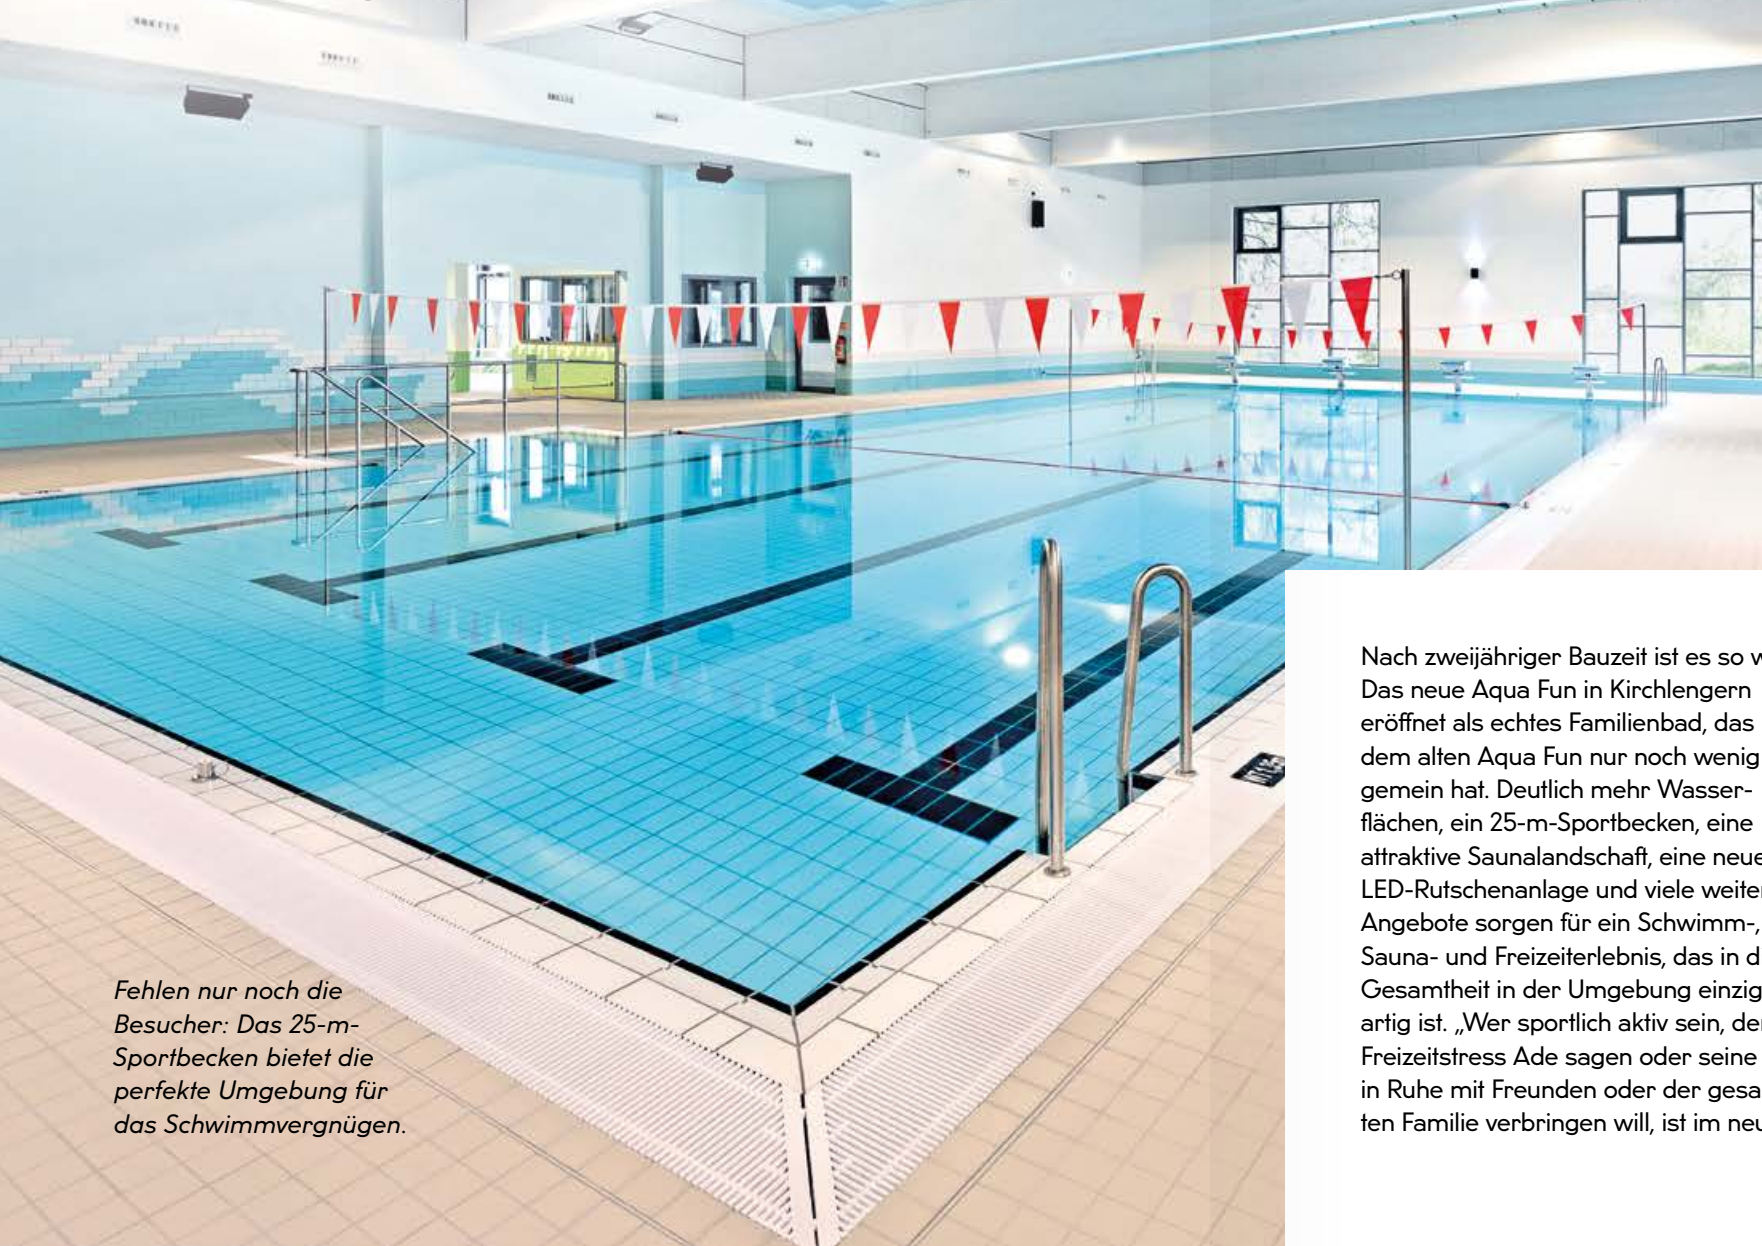 Fehlen nur noch die
Besucher: Das 25-m-
Sportbecken bietet die
perfekte Umgebung für
das Schwimmvergnügen.
Nach zweijähriger Bauzeit ist es so
Das neue Aqua Fun in Kirchlengern
eröffnet als echtes Familienbad, das
dem alten Aqua Fun nur noch wenig
gemein hat. Deutlich mehr Wasser-
flächen, ein 25-m-Sportbecken, eine
attraktive Saunalandschaft, eine neue
LED-Rutschenanlage und viele
Angebote sorgen für ein Schwimm-,
Sauna- und Freizeiterlebnis, das in
Gesamtheit in der Umgebung einzig
artig ist. „Wer sportlich aktiv sein,
Freizeitstress Ade sagen oder seine
in Ruhe mit Freunden oder der
ten Familie verbringen will, ist im